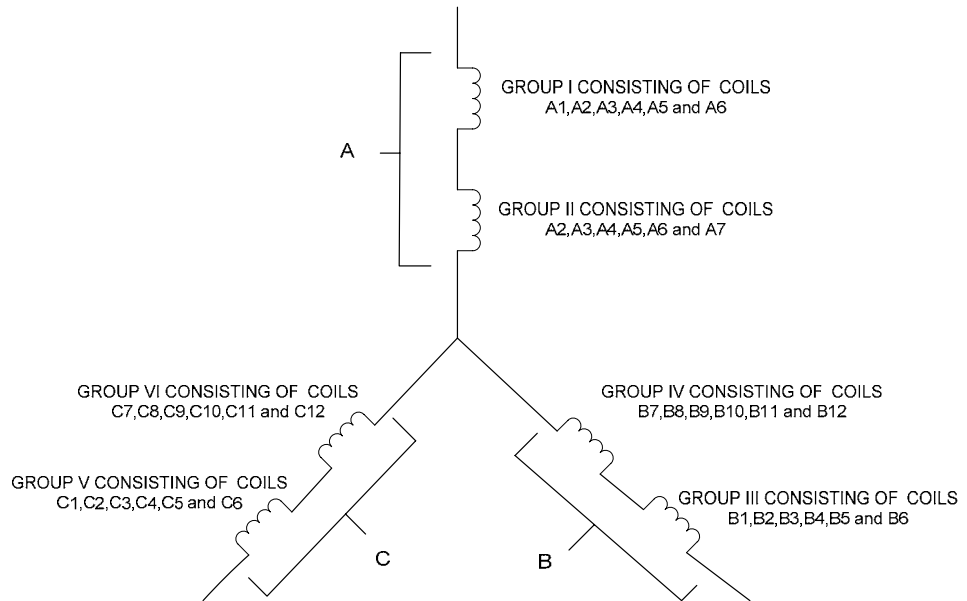 GROUP I CONSISTING OF COILS
A1,A2,A3,A4,A5 and A6
A
GROUP II CONSISTING OF COILS
A2,A3,A4,A5,A6 and A7
GROUP VI CONSISTING OF COILS
C7,C8,C9,C10,C11 and C12
GROUP IV CONSISTING OF COILS
B7,B8,B9,B10,B11 and B12
GROUP V CONSISTING OF COILS
C1,C2,C3,C4,C5 and C6
GROUP III CONSISTING OF COILS
B1,B2,B3,B4,B5 and B6
C
B